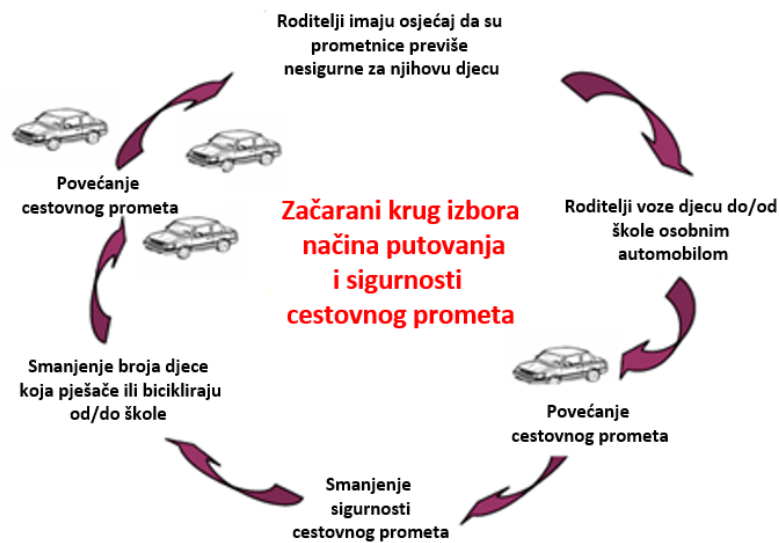 Roditelji imaju osjećaj da su
prometnice previše
nesigurne za njihovu djecu
Roditelji voze djecu do/od
škole osobnim
automobilom
Povećanje
cestovnog prometa
Smanjenje
sigurnosti
cestovnog prometa
Smanjenje broja djece
koja pješače ili bicikliraju
od/do škole
Povećanje
cestovnog prometa
Začarani krug izbora
načina putovanja
i sigurnosti
cestovnog prometa